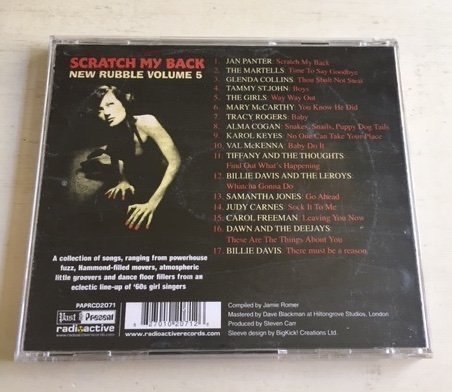 SCRATCH MY BACK
NEW RUBBLE VOLUME 5
1. JAN PANTER: Scratch My Back
2. THE MARTELLS: Time To Say Goodbye
3. GLENDA COLLINS: Thou Shalt Not Steal
4. TAMMY ST.JOHN: Boys
5. THE GIRLS: Way Way Out
6. MARY McCARTHY: You Know He Did
7. TRACY ROGERS: Baby
8. ALMA COGAN: Snakes, Snails, Puppy Dog Tails
9. KAROL KEYES: No One Can Take Your Place
10. VAL McKENNA: Baby Do It
11. TIFFANY AND THE THOUGHTS:
Find Out What's Happening
12. BILLIE DAVIS AND THE LEROYS:
Whatcha Gonna Do
13. SAMANTHA JONES: Go Ahead
14. JUDY CARNES: Sock It To Me
15. CAROL FREEMAN: Leaving You Now
16. DAWN AND THE DEEJAYS:
These Are The Things About You
17. BILLIE DAVIS: There must be a reason
A collection of songs, ranging from powerhouse
fuzz, Hammond-filled movers, atmospheric
little groovers and dance floor fillers from an
eclectic line-up of '60s girl singers
PAPRCD2071
Past & Present
radioactive
www.radioactiverecords.com
Compiled by Jamie Romer
Mastered by Dave Blackman at Hiltongrove Studios, London
Produced by Steven Carr
Sleeve design by BigKick! Creations Ltd.